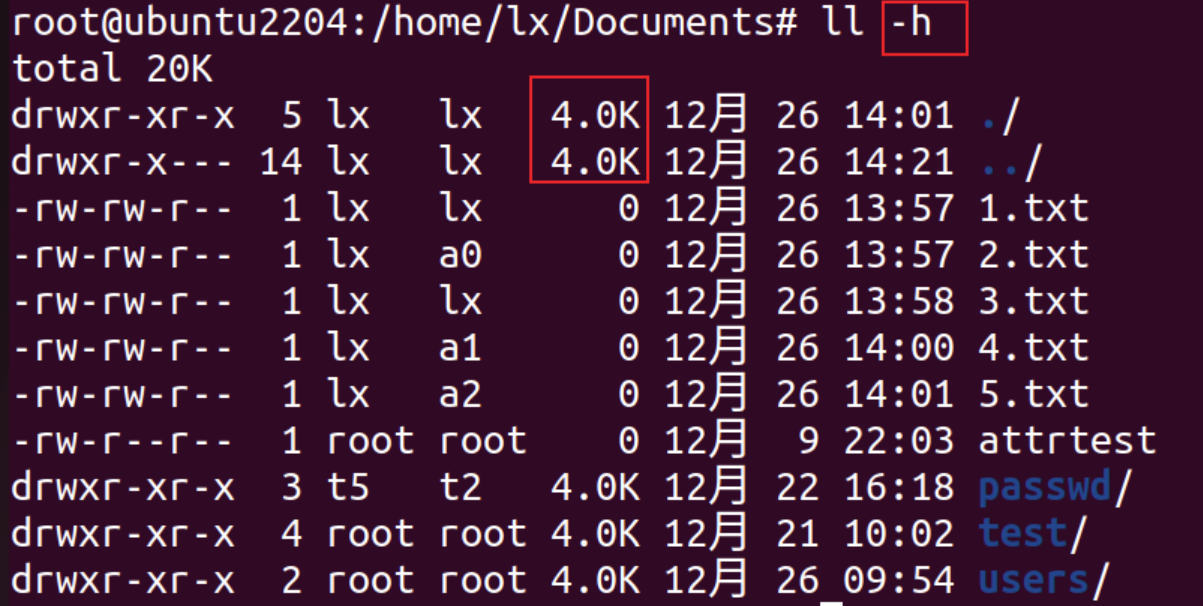 root@ubuntu2204:/home/lx/Documents# ll -h
total 20K
drwxr-xr-x  5 lx   lx   4.0K 12月 26 14:01 ./
drwxr-x--- 14 lx   lx   4.0K 12月 26 14:21 ../
-rw-rw-r--  1 lx   lx      0 12月 26 13:57 1.txt
-rw-rw-r--  1 lx   a0      0 12月 26 13:57 2.txt
-rw-rw-r--  1 lx   lx      0 12月 26 13:58 3.txt
-rw-rw-r--  1 lx   a1      0 12月 26 14:00 4.txt
-rw-rw-r--  1 lx   a2      0 12月 26 14:01 5.txt
-rw-r--r--  1 root root    0 12月  9 22:03 attrtest
drwxr-xr-x  3 t5   t2   4.0K 12月 22 16:18 passwd/
drwxr-xr-x  4 root root 4.0K 12月 21 10:02 test/
drwxr-xr-x  2 root root 4.0K 12月 26 09:54 users/